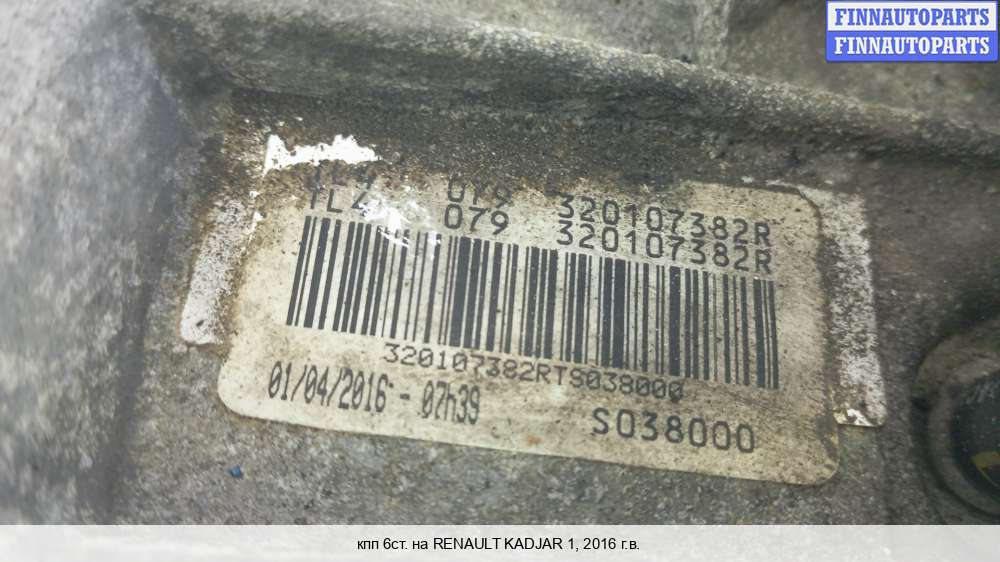 FINNAUTOPARTS
FINNAUTOPARTS
079 320107382R
079 320107382R
320107382RTS038000
01/04/2016 - 07h39
S038000
кпп 6ст. на RENAULT KADJAR 1, 2016 г.в.